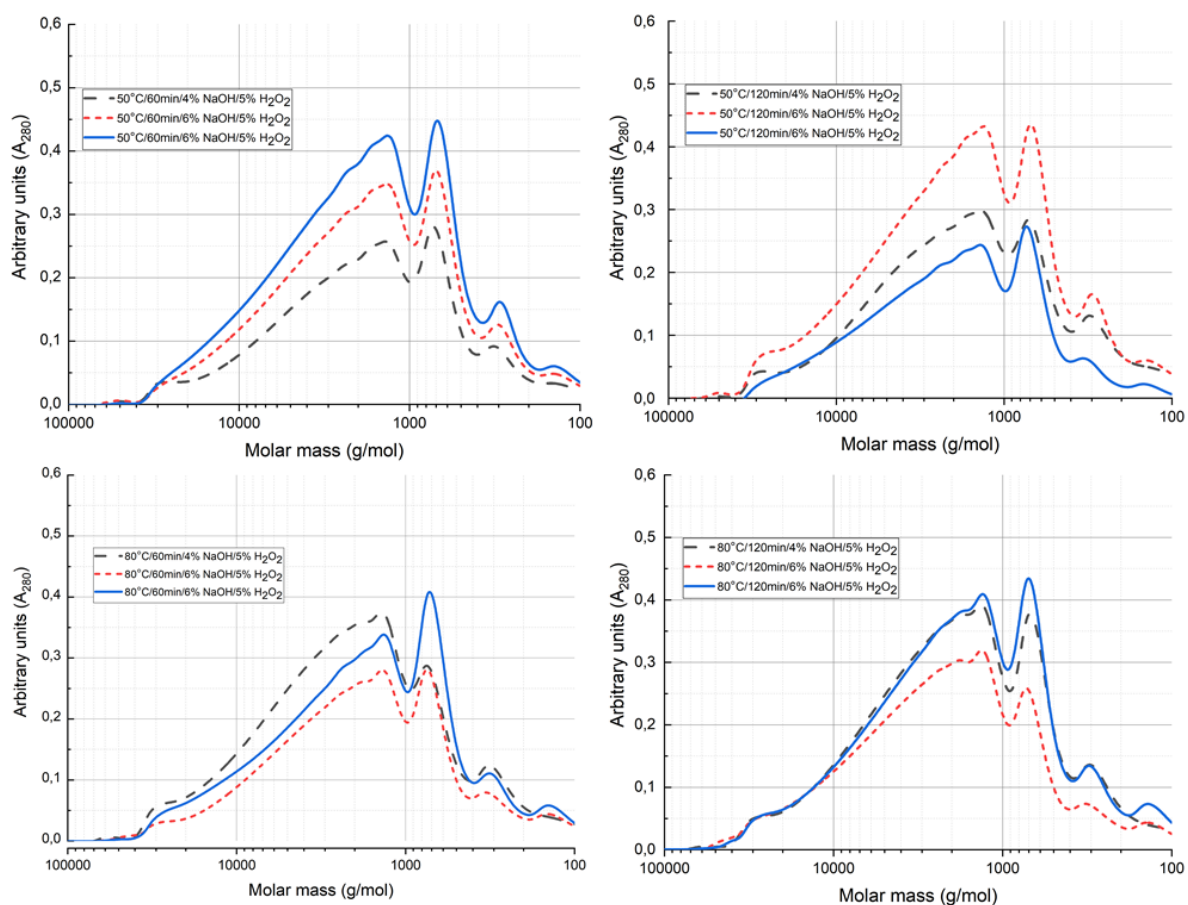 0,6
0,5
0,4
0,3
0,2
0,1
0,0
Arbitrary units (A₂₈₀)
50°C/60min/4% NaOH/5% H₂O₂
50°C/60min/6% NaOH/5% H₂O₂
50°C/60min/6% NaOH/5% H₂O₂
100000 10000 1000 100
Molar mass (g/mol)
0,6
0,5
0,4
0,3
0,2
0,1
0,0
Arbitrary units (A₂₈₀)
50°C/120min/4% NaOH/5% H₂O₂
50°C/120min/6% NaOH/5% H₂O₂
50°C/120min/6% NaOH/5% H₂O₂
100000 10000 1000 100
Molar mass (g/mol)
0,6
0,5
0,4
0,3
0,2
0,1
0,0
Arbitrary units (A₂₈₀)
80°C/60min/4% NaOH/5% H₂O₂
80°C/60min/6% NaOH/5% H₂O₂
80°C/60min/6% NaOH/5% H₂O₂
100000 10000 1000 100
Molar mass (g/mol)
0,6
0,5
0,4
0,3
0,2
0,1
0,0
Arbitrary units (A₂₈₀)
80°C/120min/4% NaOH/5% H₂O₂
80°C/120min/6% NaOH/5% H₂O₂
80°C/120min/6% NaOH/5% H₂O₂
100000 10000 1000 100
Molar mass (g/mol)